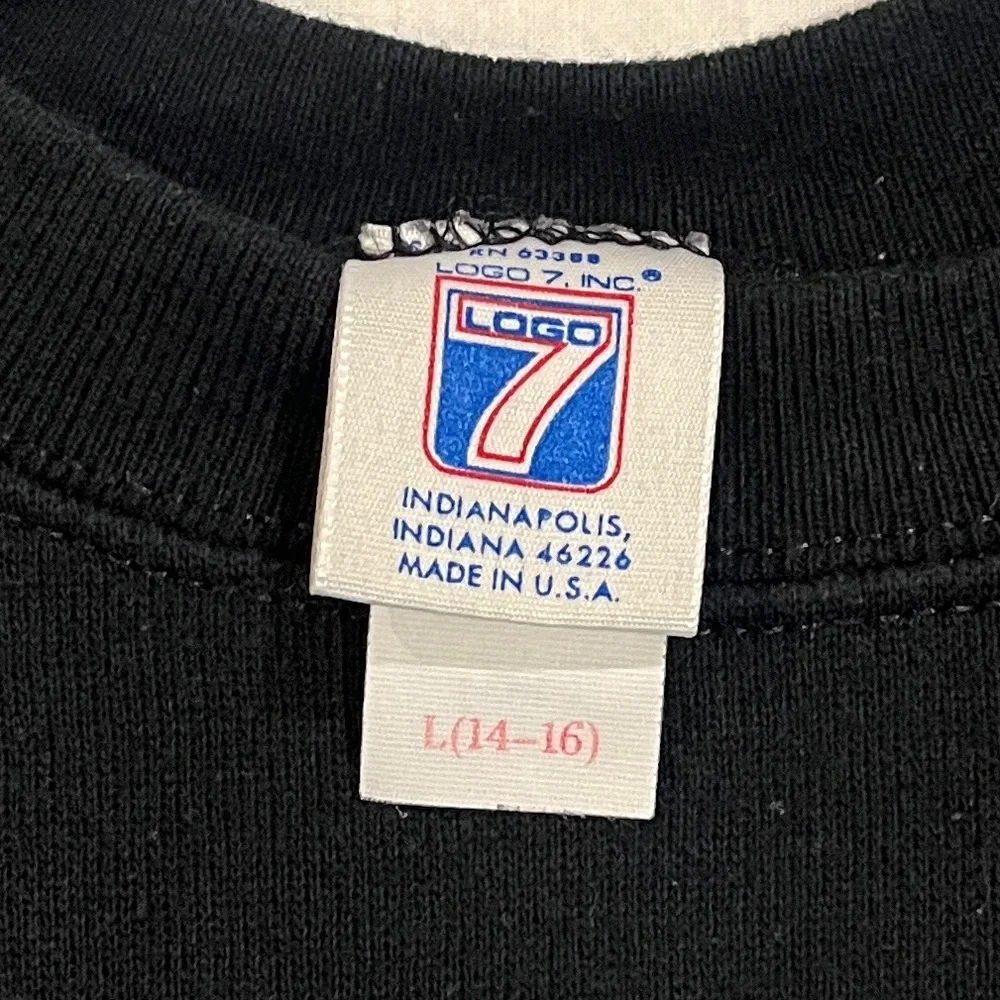 RN 63388
LOGO 7, INC.®
LOGO
7
INDIANAPOLIS,
INDIANA 46226
MADE IN U.S.A.
L(14–16)